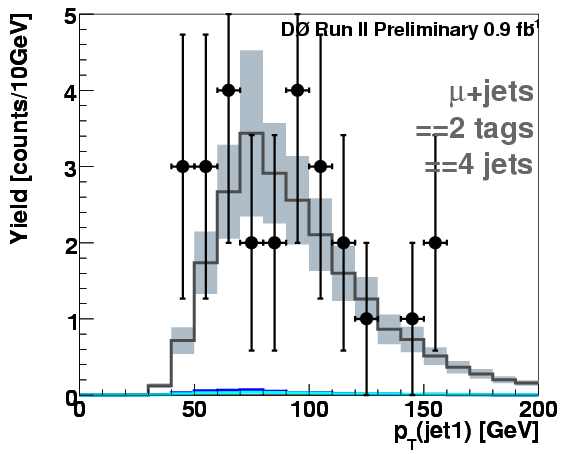 DØ Run II Preliminary 0.9 fb⁻¹
μ+jets
==2 tags
==4 jets
Yield [counts/10GeV]
5
4
3
2
1
0
0 50 100 150 200
p_T(jet1) [GeV]